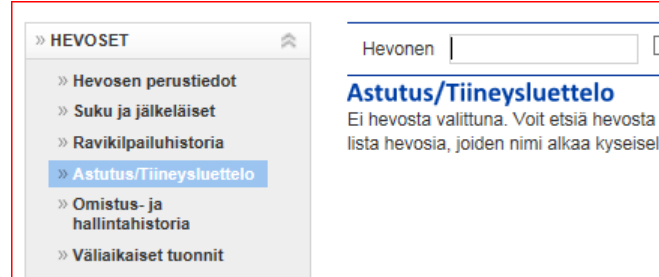 » HEVOSET
» Hevosen perustiedot
» Suku ja jälkeläiset
» Ravikilpailuhistoria
» Astutus/Tiineysluettelo
» Omistus- ja
hallintahistoria
» Väliaikaiset tuonnit
Hevonen
Astutus/Tiineysluettelo
Ei hevosta valittuna. Voit etsiä hevosta
lista hevosia, joiden nimi alkaa kyseisel